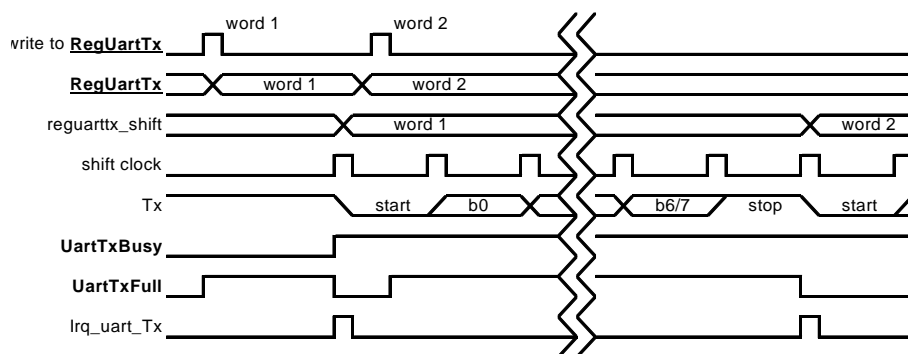 word 1 word 2
write to RegUartTx
RegUartTx word 1 word 2
reguarttx_shift word 1 word 2
shift clock
Tx start b0 b6/7 stop start
UartTxBusy
UartTxFull
Irq_uart_Tx